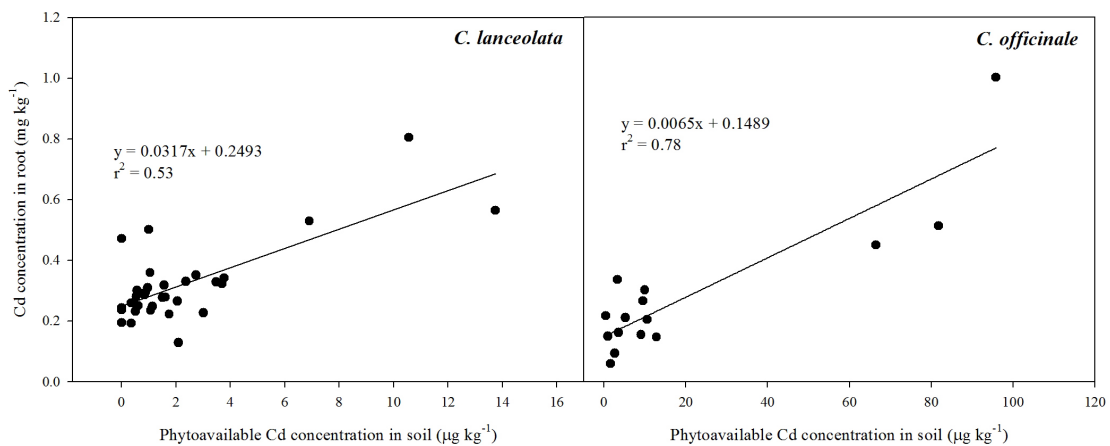 C. lanceolata
C. officinale
y = 0.0317x + 0.2493
r² = 0.53
y = 0.0065x + 0.1489
r² = 0.78
Cd concentration in root (mg kg⁻¹)
1.2
1.0
0.8
0.6
0.4
0.2
0.0
0 2 4 6 8 10 12 14 16
0 20 40 60 80 100 120
Phytoavailable Cd concentration in soil (μg kg⁻¹)
Phytoavailable Cd concentration in soil (μg kg⁻¹)